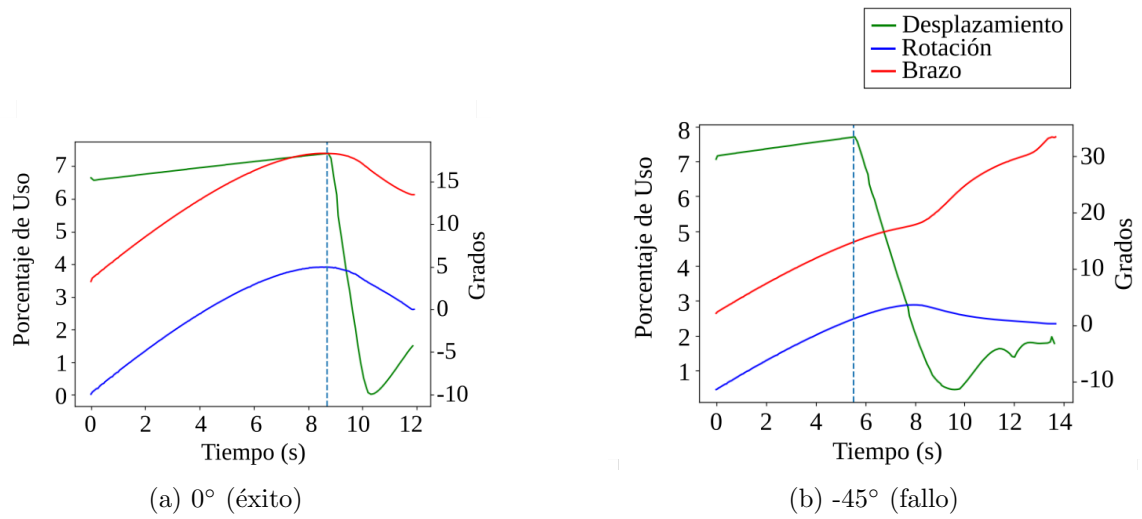 Desplazamiento
Rotación
Brazo
Porcentaje de Uso
7
6
5
4
3
2
1
0
15
10
5
0
-5
-10
Grados
0 2 4 6 8 10 12
Tiempo (s)
(a) 0° (éxito)
Porcentaje de Uso
8
7
6
5
4
3
2
1
30
20
10
0
-10
Grados
0 2 4 6 8 10 12 14
Tiempo (s)
(b) -45° (fallo)